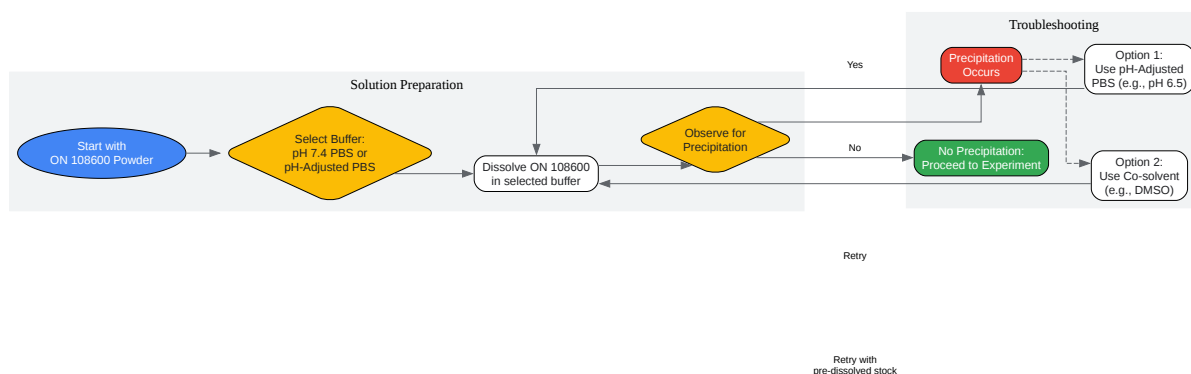 Troubleshooting
Solution Preparation
Start with
ON 108600 Powder
Select Buffer:
pH 7.4 PBS or
pH-Adjusted PBS
Dissolve ON 108600
in selected buffer
Observe for
Precipitation
Yes
No
Precipitation
Occurs
No Precipitation:
Proceed to Experiment
Option 1:
Use pH-Adjusted
PBS (e.g., pH 6.5)
Option 2:
Use Co-solvent
(e.g., DMSO)
Retry
Retry with
pre-dissolved stock